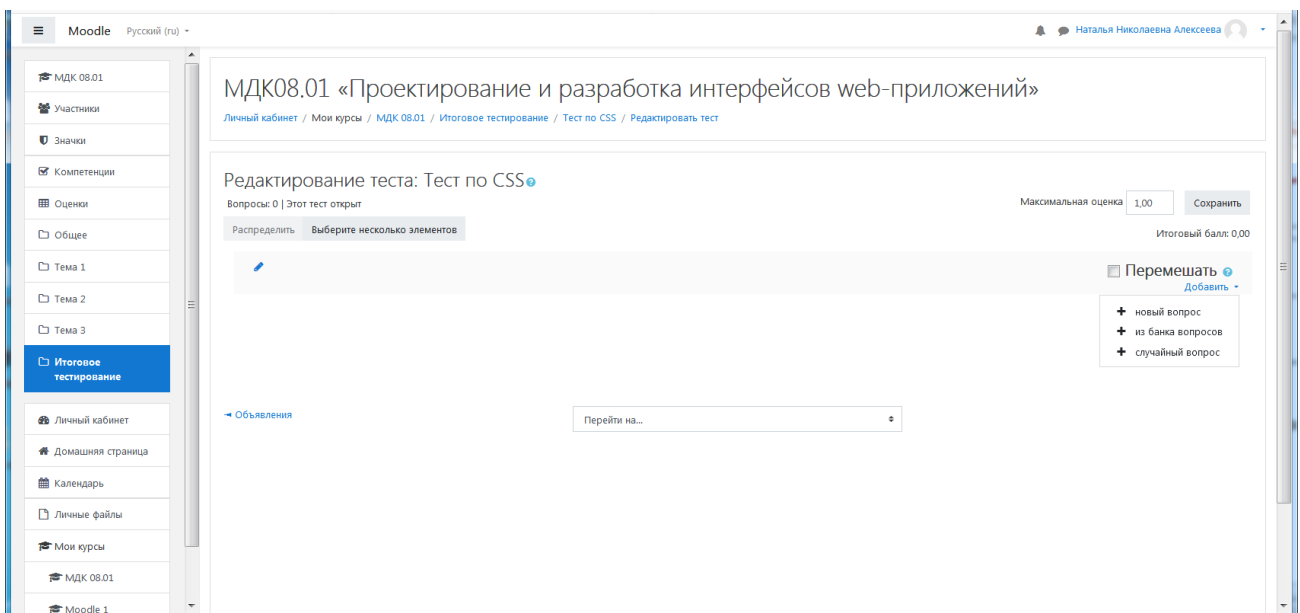 Moodle Русский (ru)
Наталья Николаевна Алексеева
МДК 08.01
Участники
Значки
Компетенции
Оценки
Общее
Тема 1
Тема 2
Тема 3
Итоговое
тестирование
Личный кабинет
Домашняя страница
Календарь
Личные файлы
Мои курсы
МДК 08.01
Moodle 1
МДК08.01 «Проектирование и разработка интерфейсов web-приложений»
Личный кабинет / Мои курсы / МДК 08.01 / Итоговое тестирование / Тест по CSS / Редактировать тест
Редактирование теста: Тест по CSS
Вопросы: 0 | Этот тест открыт
Максимальная оценка 1,00 Сохранить
Распределить Выберите несколько элементов
Итоговый балл: 0,00
Перемешать
Добавить
новый вопрос
из банка вопросов
случайный вопрос
◄ Объявления
Перейти на...